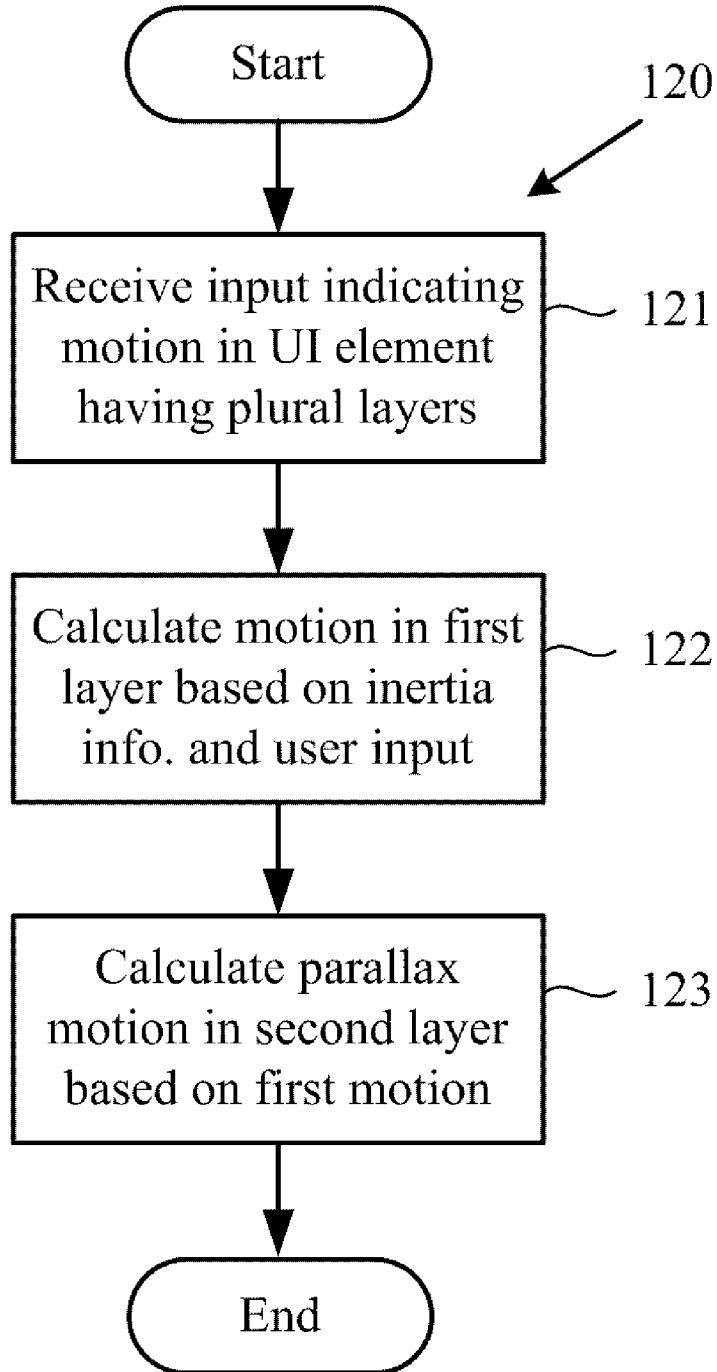 Start
120
Receive input indicating
motion in UI element
having plural layers
121
Calculate motion in first
layer based on inertia
info. and user input
122
Calculate parallax
motion in second layer
based on first motion
123
End